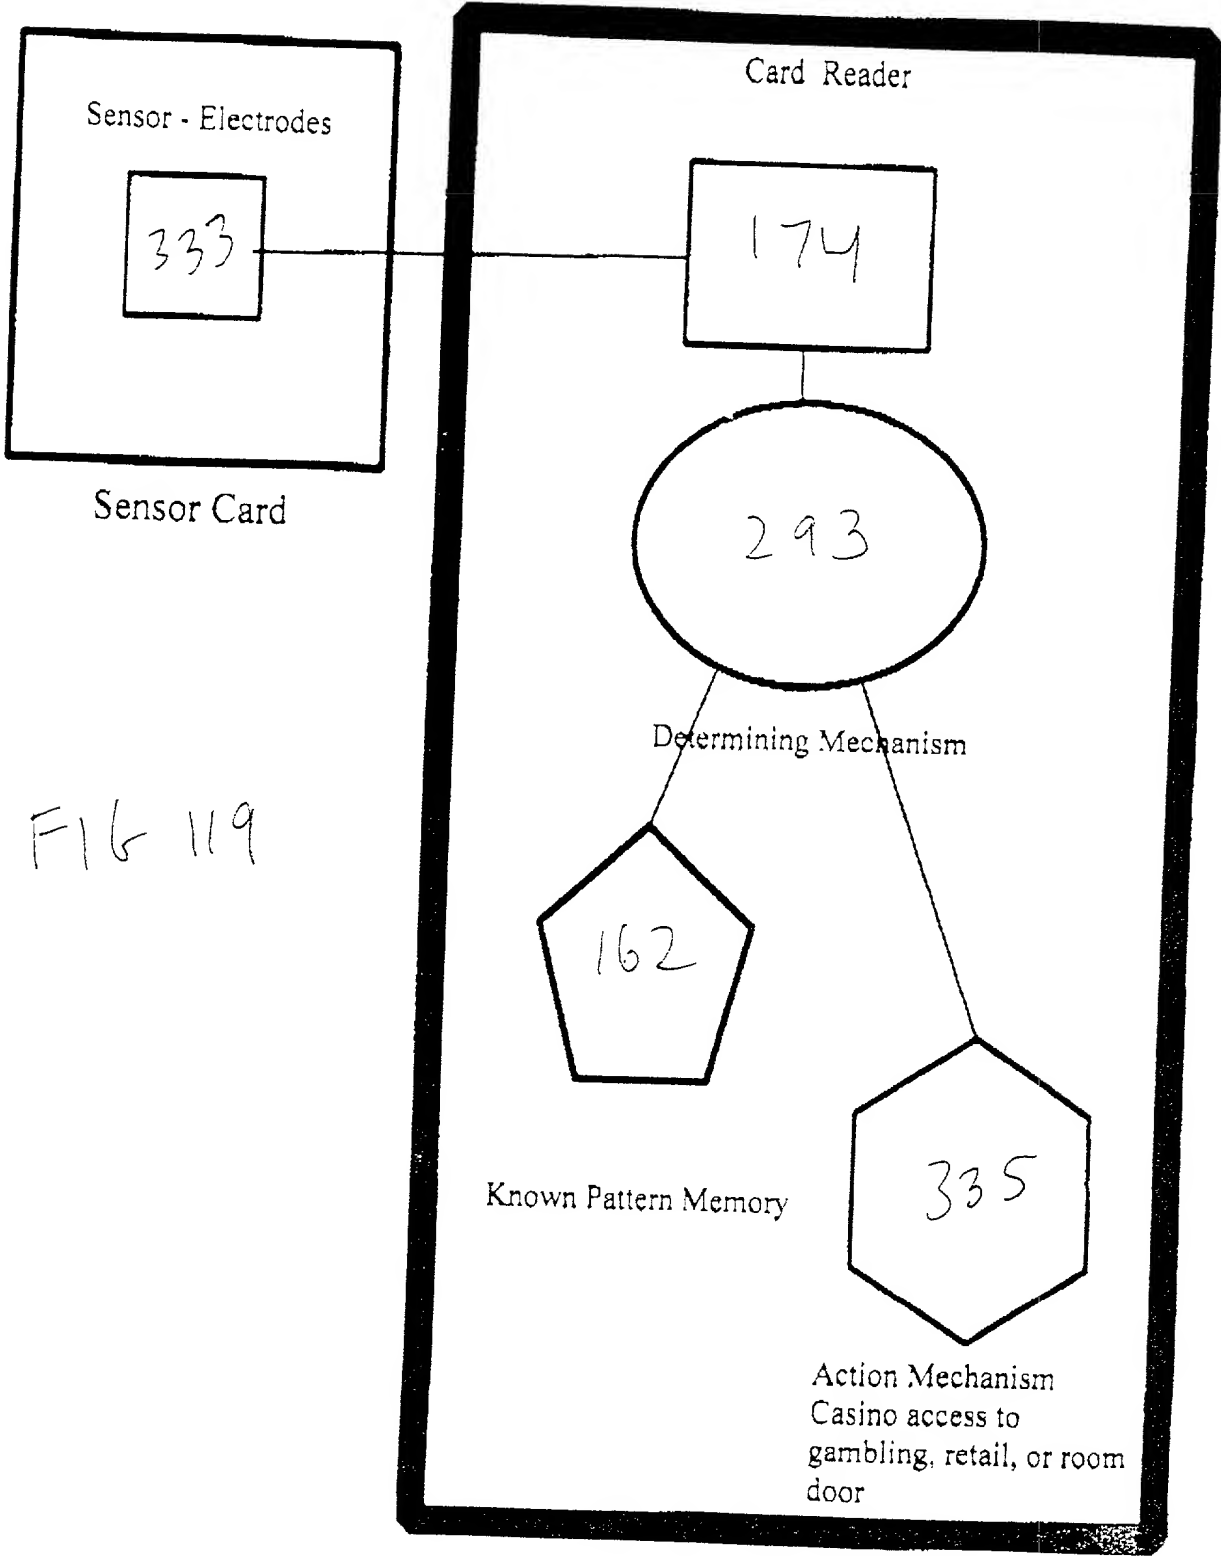 Card Reader
Sensor - Electrodes
333
174
Sensor Card
293
Determining Mechanism
FIG 119
162
Known Pattern Memory
335
Action Mechanism
Casino access to
gambling, retail, or room
door